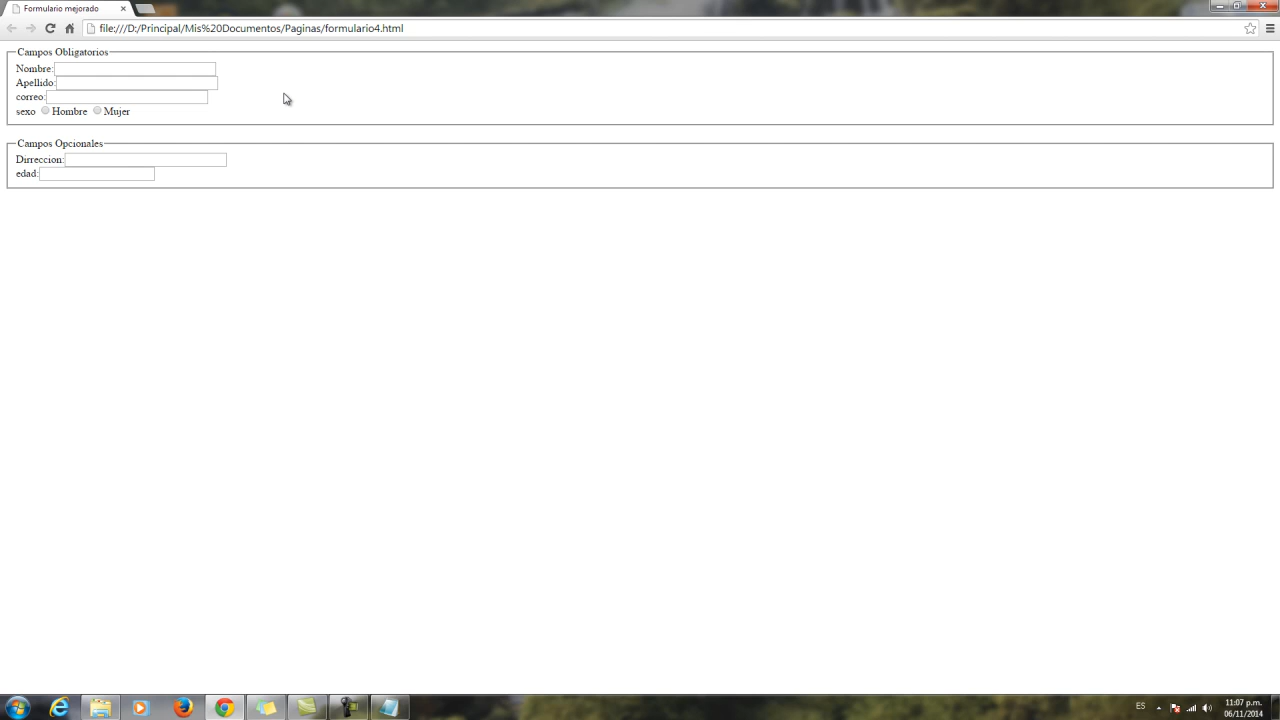 Formulario mejorado
file:///D:/Principal/Mis%20Documentos/Paginas/formulario4.html
Campos Obligatorios
Nombre:
Apellido:
correo:
sexo Hombre Mujer
Campos Opcionales
Dirreccion:
edad:
ES
11:07 p.m.
06/11/2014